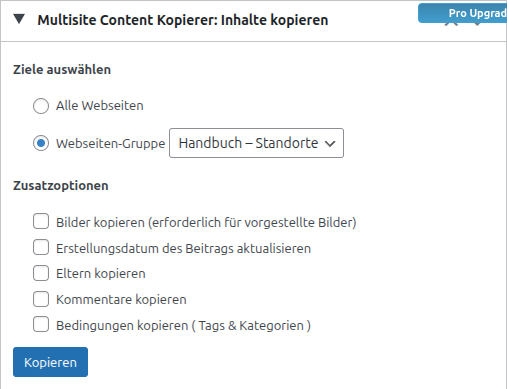 Multisite Content Kopierer: Inhalte kopieren
Pro Upgrad
Ziele auswählen
Alle Webseiten
Webseiten-Gruppe Handbuch – Standorte
Zusatzoptionen
Bilder kopieren (erforderlich für vorgestellte Bilder)
Erstellungsdatum des Beitrags aktualisieren
Eltern kopieren
Kommentare kopieren
Bedingungen kopieren ( Tags & Kategorien )
Kopieren